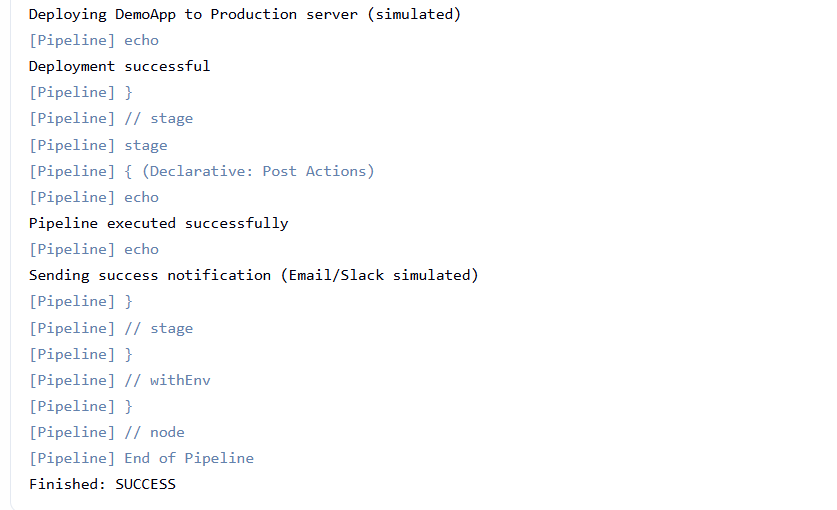 Deploying DemoApp to Production server (simulated)
[Pipeline] echo
Deployment successful
[Pipeline] }
[Pipeline] // stage
[Pipeline] stage
[Pipeline] { (Declarative: Post Actions)
[Pipeline] echo
Pipeline executed successfully
[Pipeline] echo
Sending success notification (Email/Slack simulated)
[Pipeline] }
[Pipeline] // stage
[Pipeline] }
[Pipeline] // withEnv
[Pipeline] }
[Pipeline] // node
[Pipeline] End of Pipeline
Finished: SUCCESS